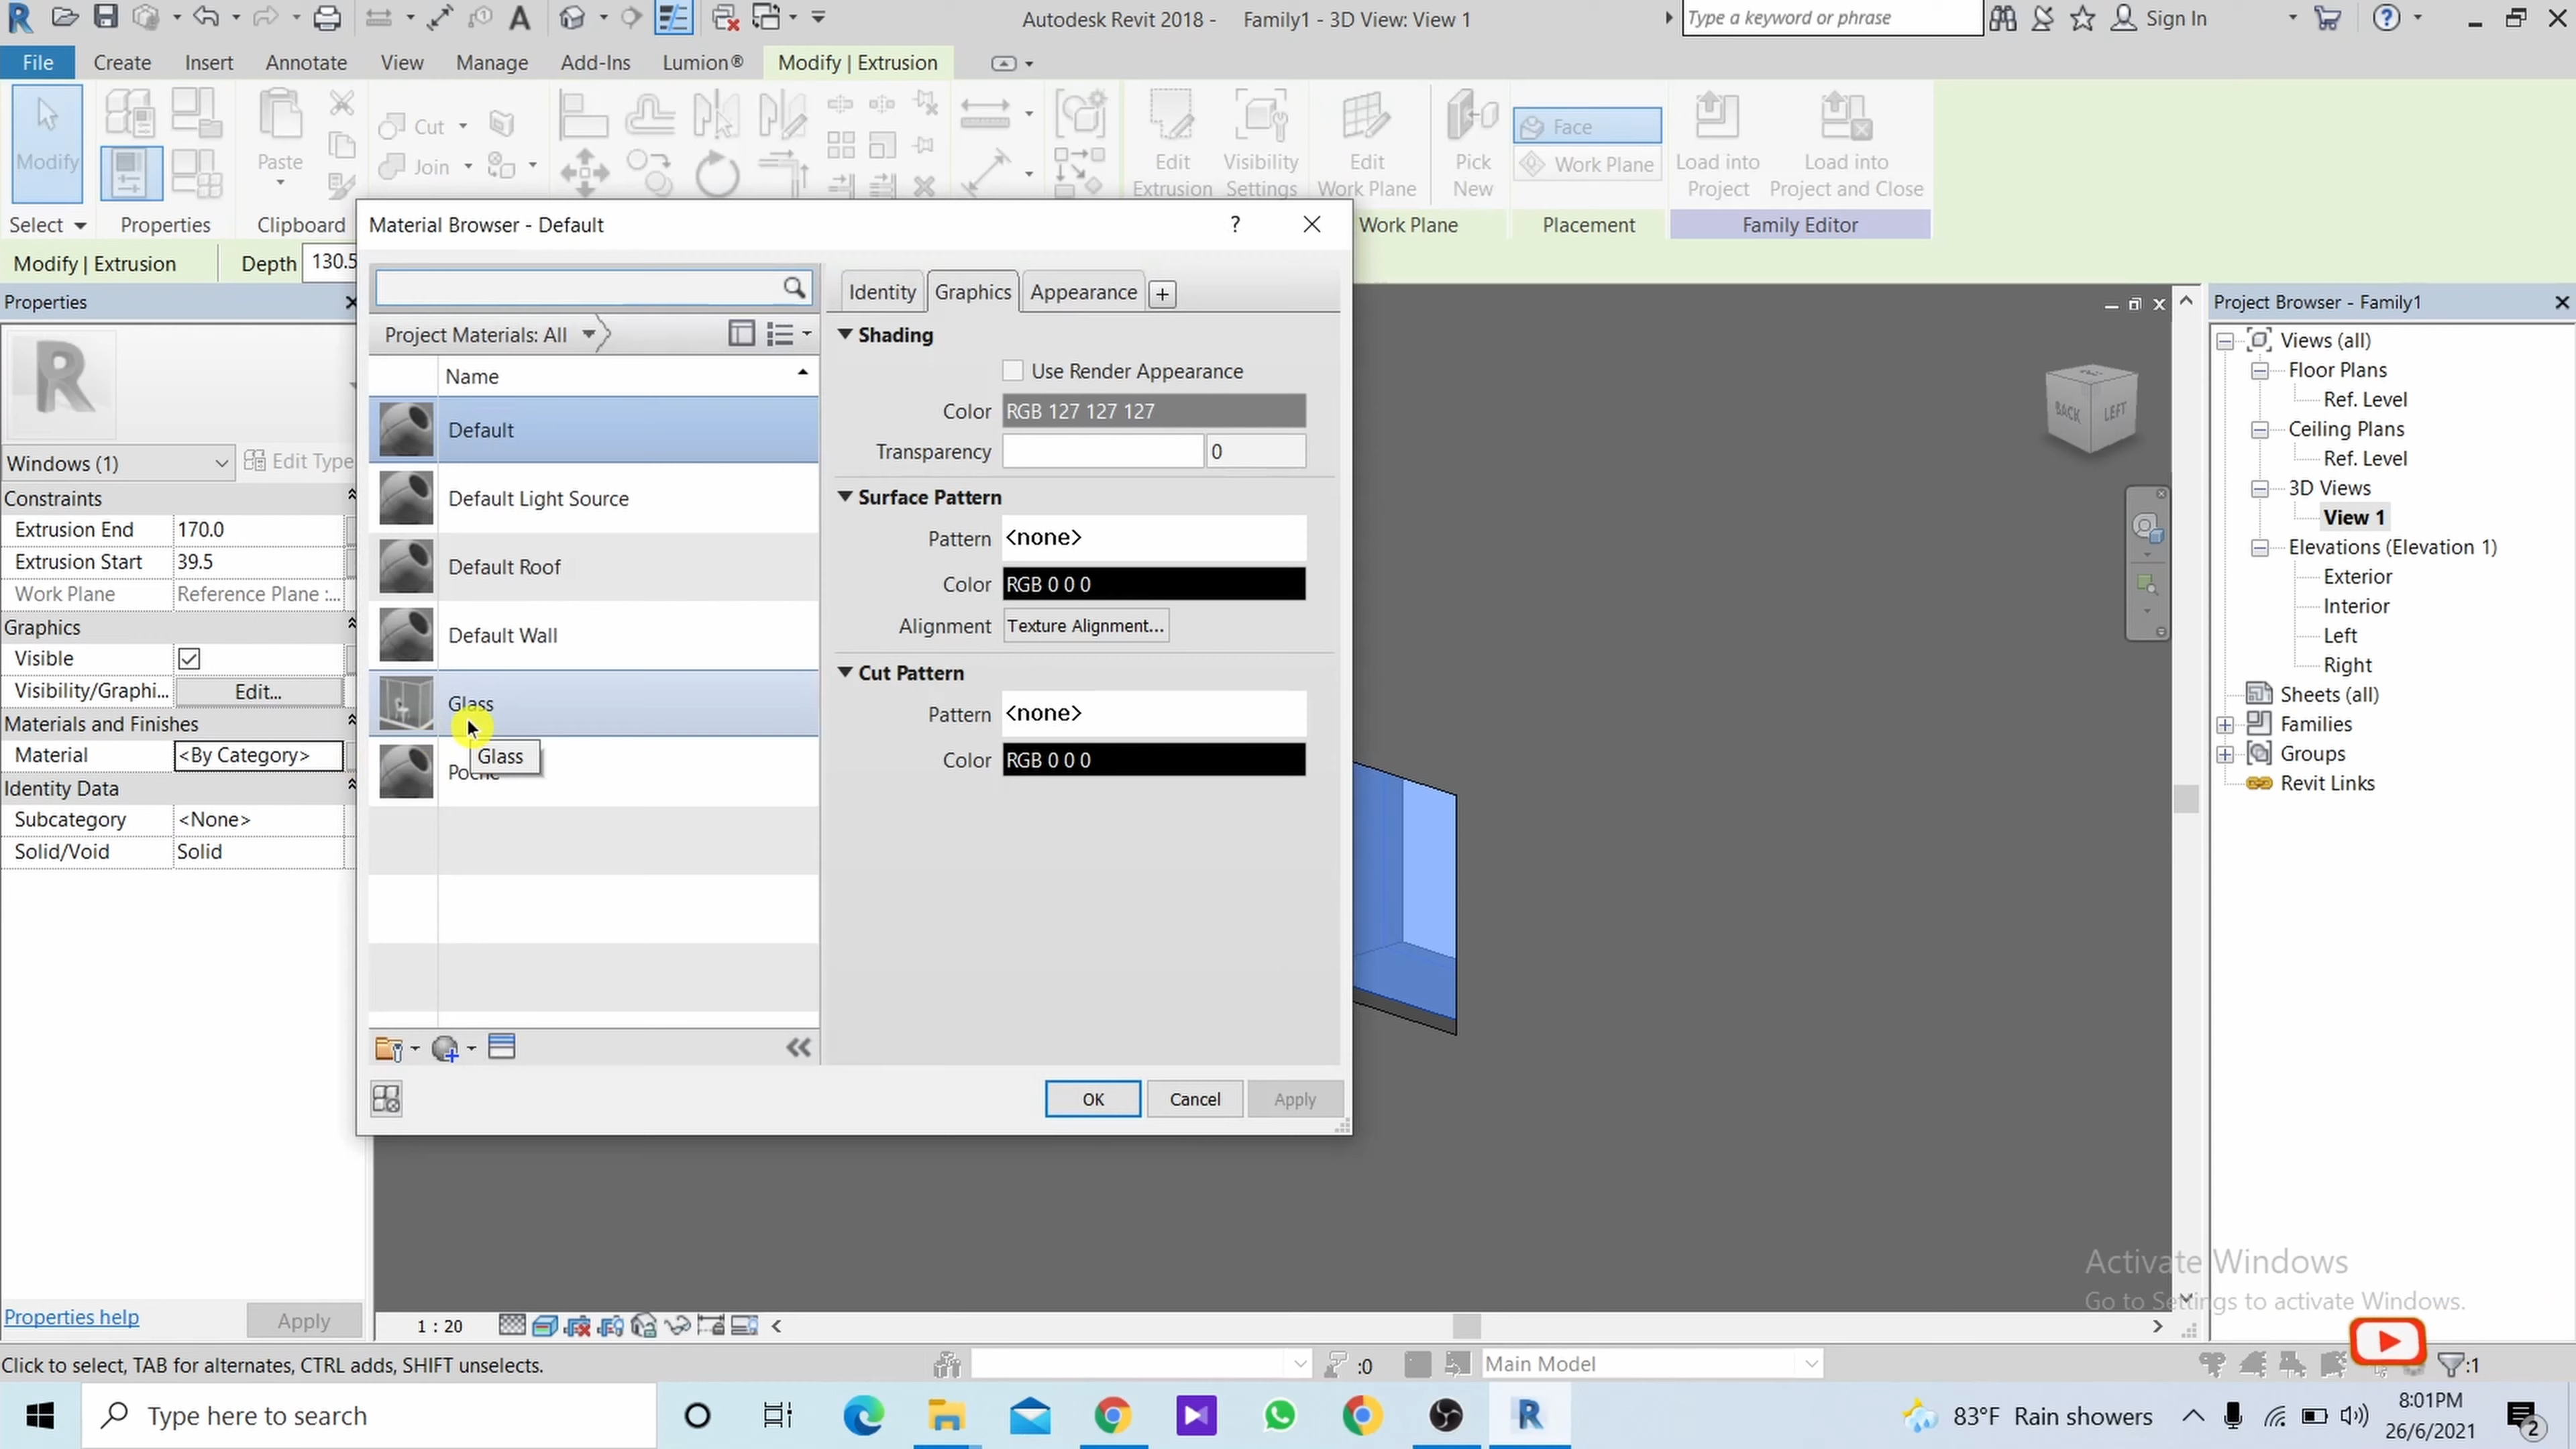 Autodesk Revit 2018 - Family1 - 3D View: View 1
Type a keyword or phrase
Sign In
File Create Insert Annotate View Manage Add-Ins Lumion® Modify | Extrusion
Modify
Paste
Cut
Join
Edit Extrusion
Visibility Settings
Edit Work Plane
Pick New
Face
Work Plane
Load into Project
Load into Project and Close
Select Properties Clipboard Work Plane Placement Family Editor
Modify | Extrusion Depth 130.5
Properties
Windows (1) Edit Type
Constraints
Extrusion End 170.0
Extrusion Start 39.5
Work Plane Reference Plane :...
Graphics
Visible
Visibility/Graphi... Edit...
Materials and Finishes
Material <By Category>
Identity Data
Subcategory <None>
Solid/Void Solid
Properties help Apply
Material Browser - Default
?
Project Materials: All
Name
Default
Default Light Source
Default Roof
Default Wall
Glass
Glass
Poche
Identity Graphics Appearance +
Shading
Use Render Appearance
Color RGB 127 127 127
Transparency 0
Surface Pattern
Pattern <none>
Color RGB 0 0 0
Alignment Texture Alignment...
Cut Pattern
Pattern <none>
Color RGB 0 0 0
OK Cancel Apply
BACK LEFT
Project Browser - Family1
Views (all)
Floor Plans
Ref. Level
Ceiling Plans
Ref. Level
3D Views
View 1
Elevations (Elevation 1)
Exterior
Interior
Left
Right
Sheets (all)
Families
Groups
Revit Links
Activate Windows
Go to Settings to activate Windows.
1 : 20
Click to select, TAB for alternates, CTRL adds, SHIFT unselects.
:0
Main Model
:1
Type here to search
83°F Rain showers
8:01PM
26/6/2021
2